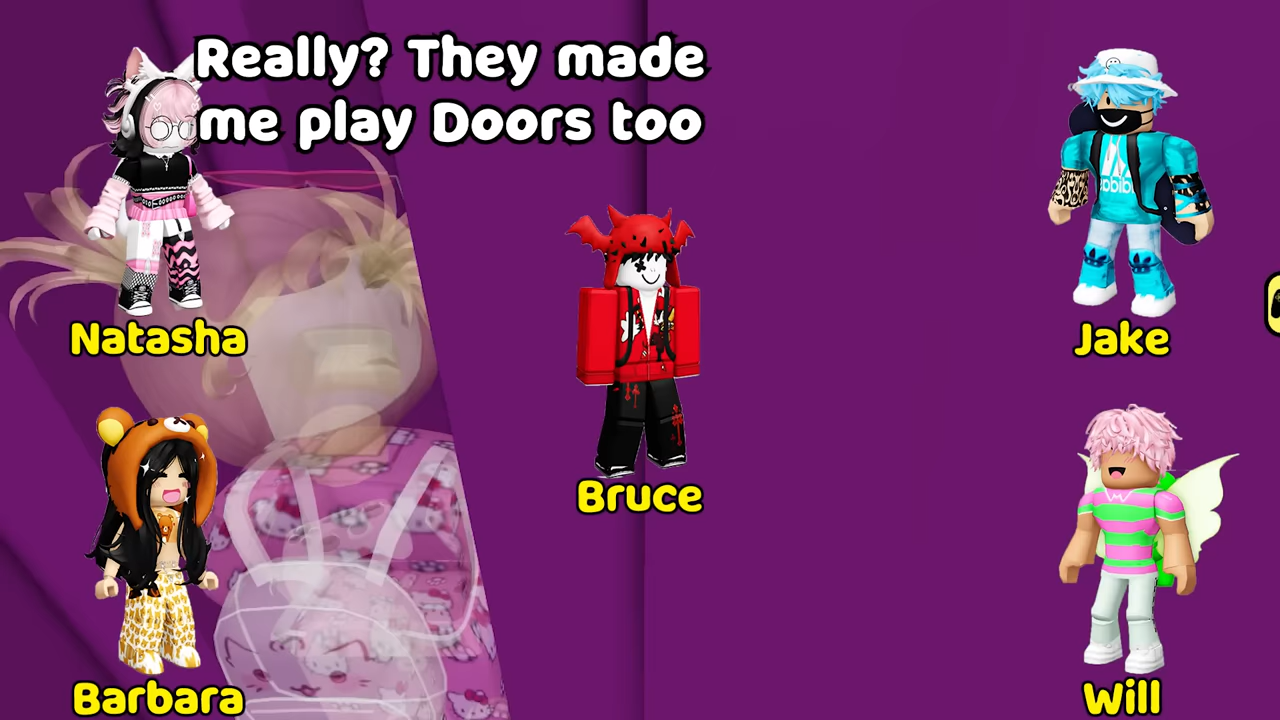 Really? They made
me play Doors too
Natasha
Jake
Bruce
Barbara
Will